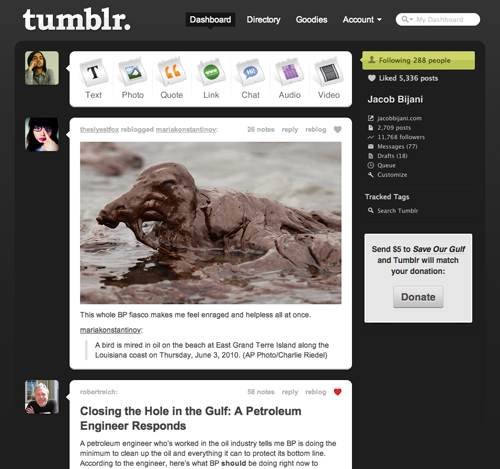 tumblr.
Dashboard Directory Goodies Account
My Dashboard
Text Photo Quote Link Chat Audio Video
Following 288 people
Liked 5,336 posts
Jacob Bijani
jacobbijani.com
2,709 posts
11,768 followers
Messages (77)
Drafts (18)
Queue
Customize
Tracked Tags
Search Tumblr
Send $5 to Save Our Gulf
and Tumblr will match
your donation:
Donate
thesiyestfox reblogged mariakonstantinov: 26 notes reply reblog
This whole BP fiasco makes me feel enraged and helpless all at once.
mariakonstantinov:
A bird is mired in oil on the beach at East Grand Terre Island along the
Louisiana coast on Thursday, June 3, 2010. (AP Photo/Charlie Riedel)
robertreich: 58 notes reply reblog
Closing the Hole in the Gulf: A Petroleum
Engineer Responds
A petroleum engineer who's worked in the oil industry tells me BP is doing the
minimum to clean up the oil and everything it can to protect its bottom line.
According to the engineer, here's what BP should be doing right now to